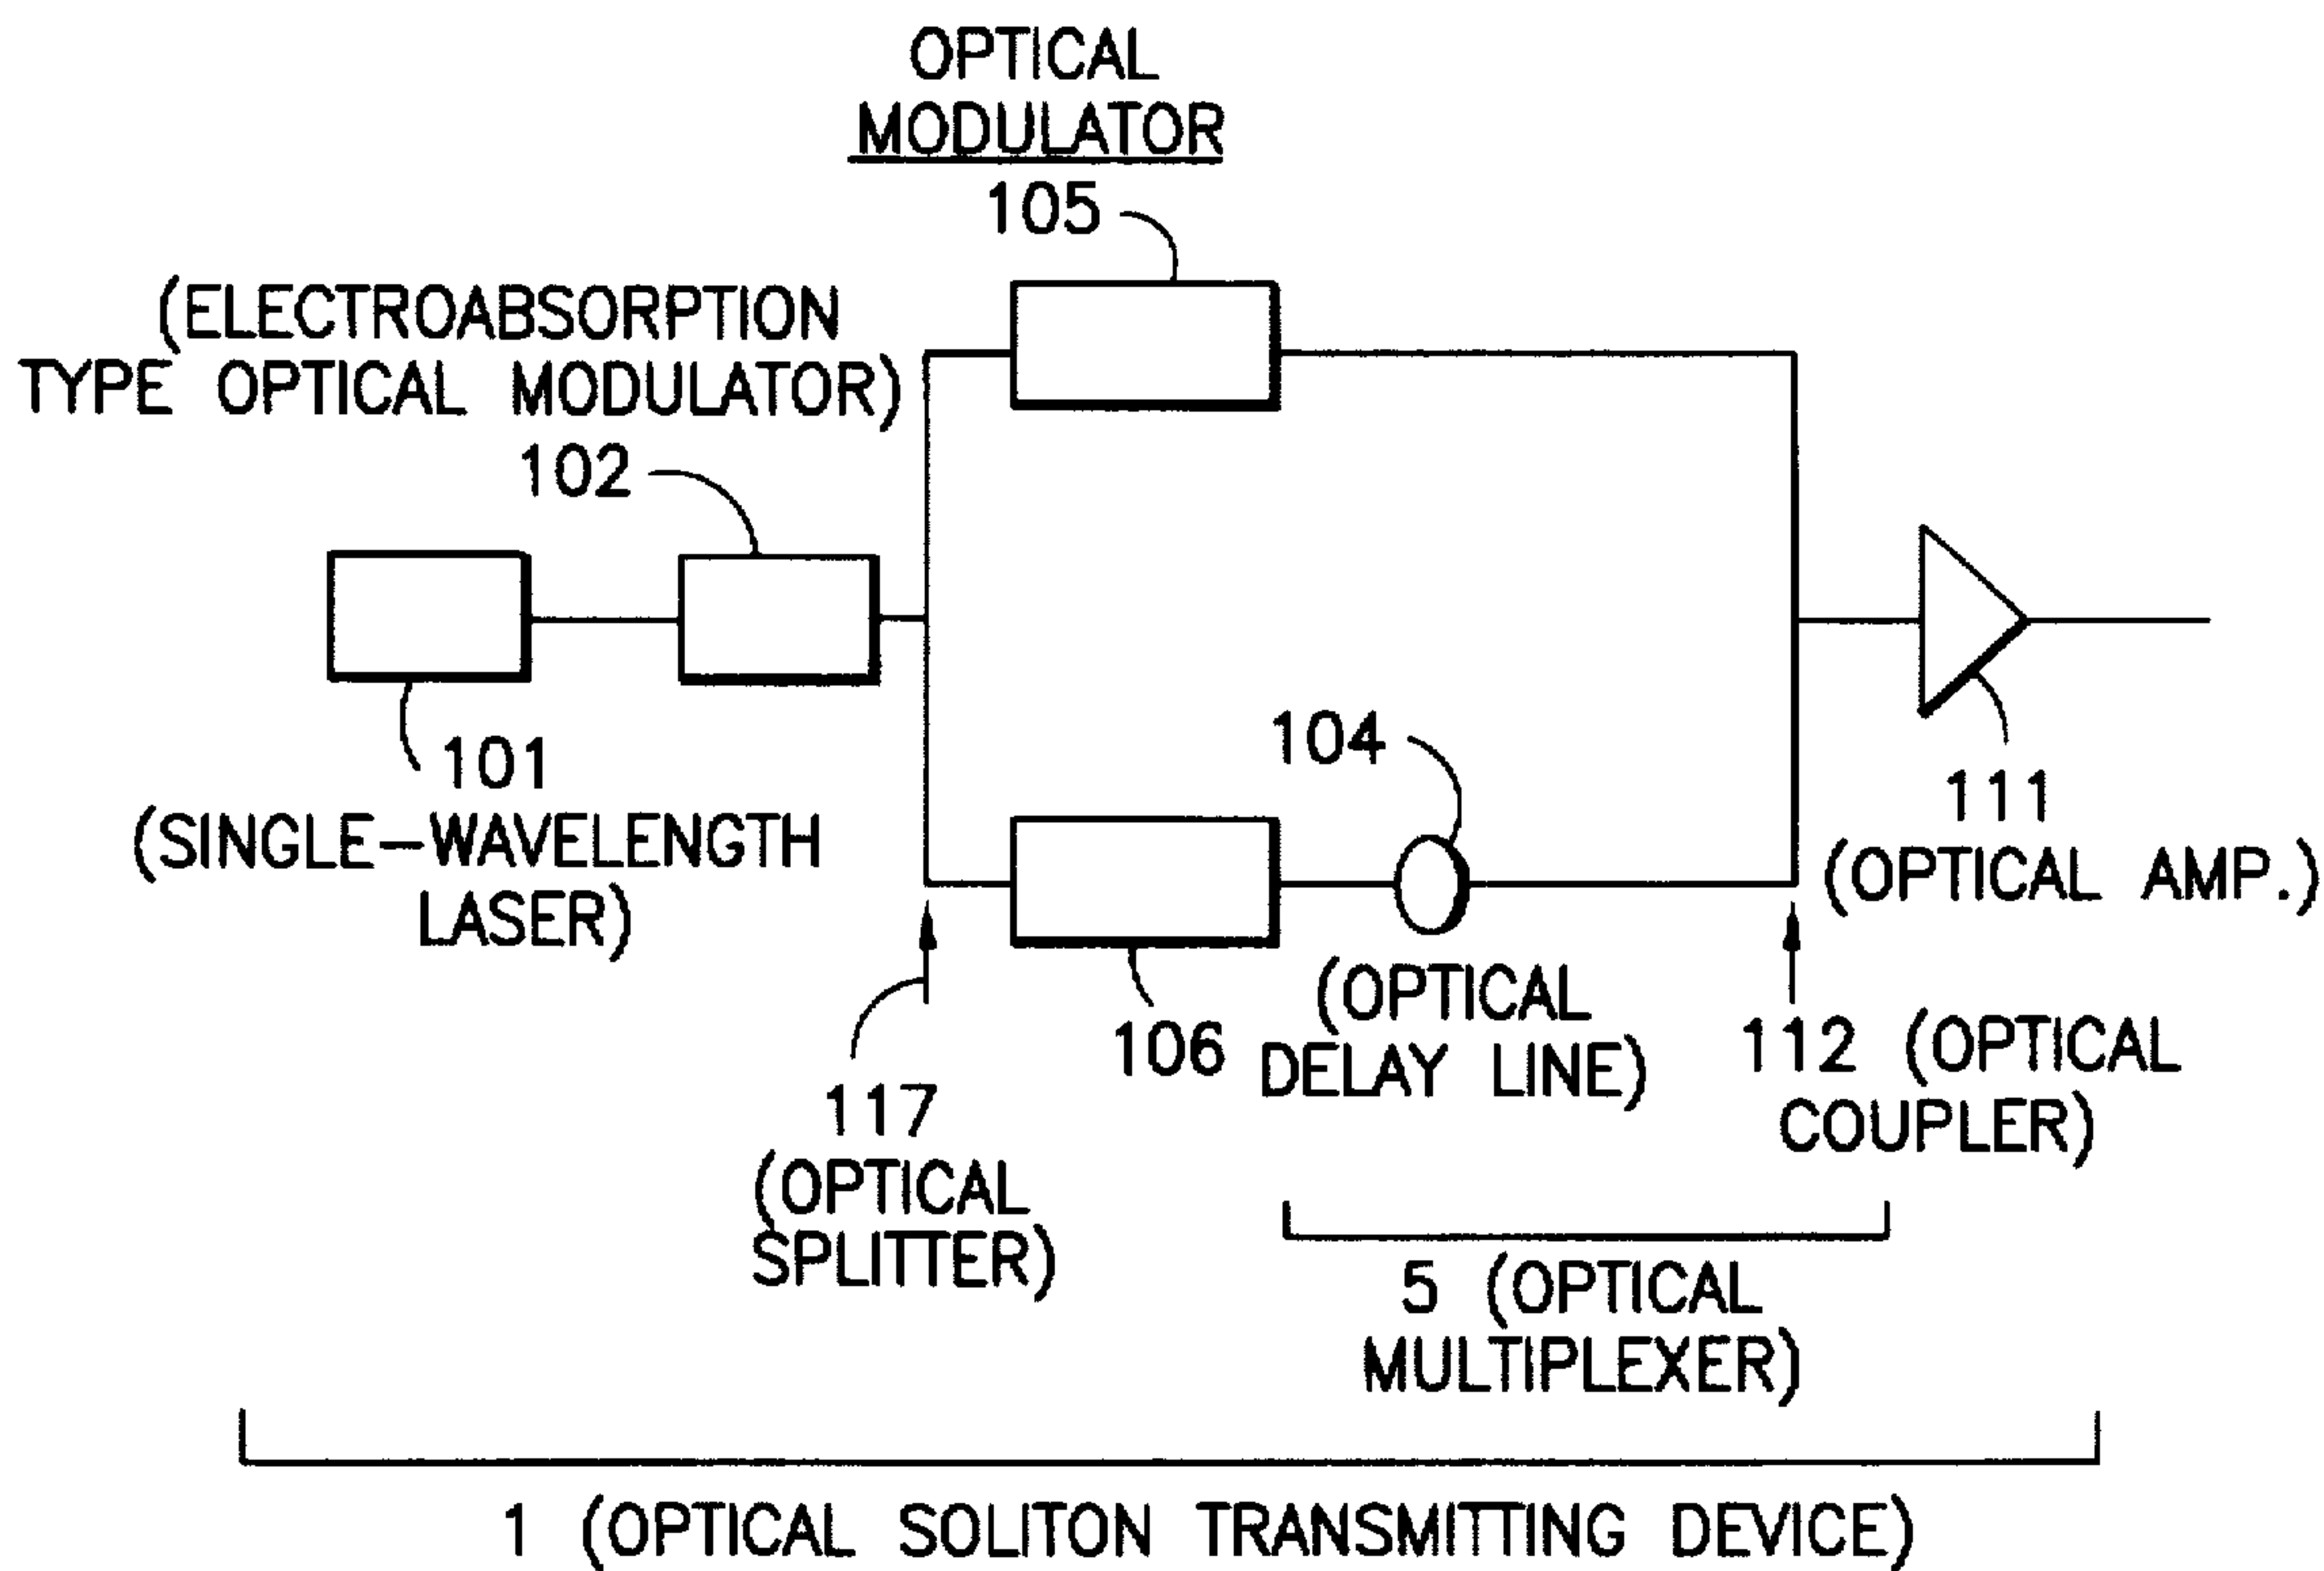 OPTICAL
MODULATOR
105
(ELECTROABSORPTION
TYPE OPTICAL MODULATOR)
102
101
(SINGLE-WAVELENGTH
LASER)
104
111
(OPTICAL AMP.)
106
(OPTICAL
DELAY LINE)
112 (OPTICAL
COUPLER)
117
(OPTICAL
SPLITTER)
5 (OPTICAL
MULTIPLEXER)
1 (OPTICAL SOLITON TRANSMITTING DEVICE)